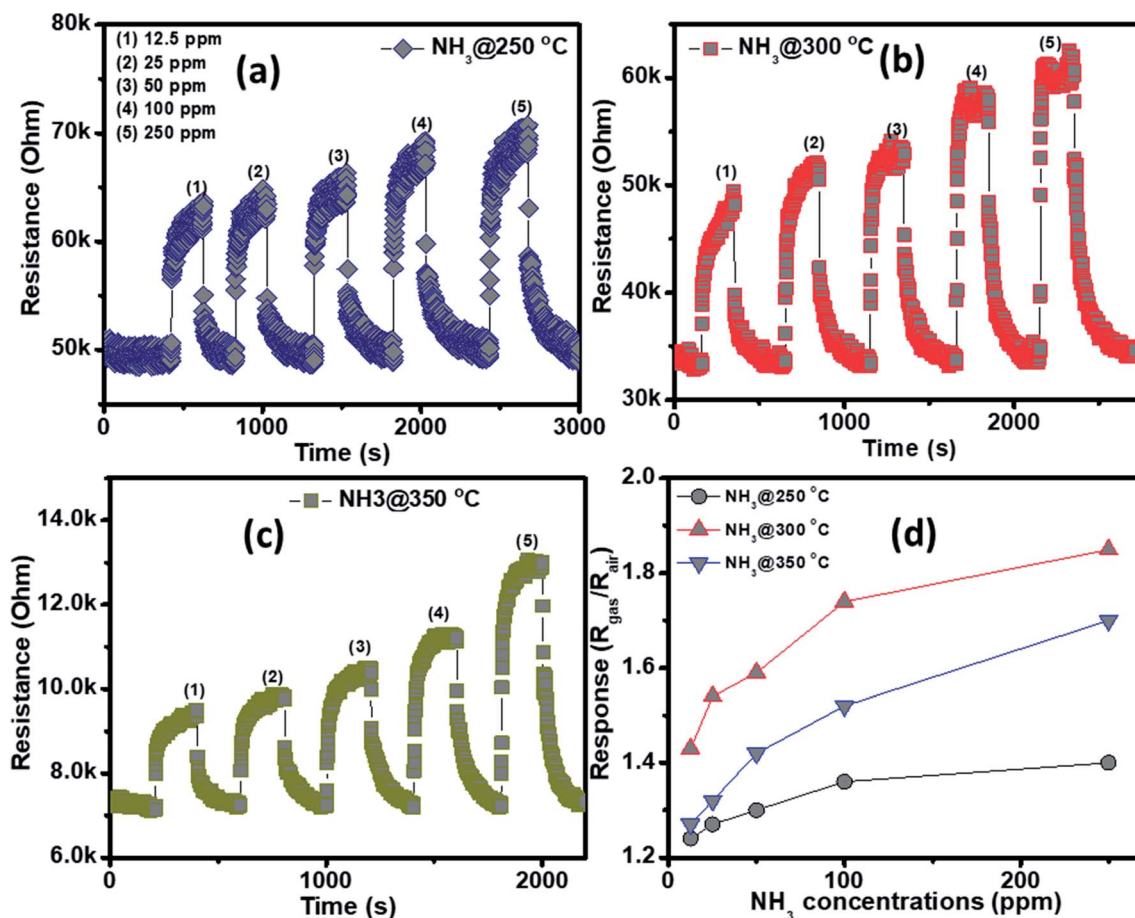 80k
70k
60k
50k
Resistance (Ohm)
(1) 12.5 ppm
(2) 25 ppm
(3) 50 ppm
(4) 100 ppm
(5) 250 ppm
(a)
NH₃@250 °C
(1)
(2)
(3)
(4)
(5)
0
1000
2000
3000
Time (s)
60k
50k
40k
30k
Resistance (Ohm)
NH₃@300 °C
(b)
(1)
(2)
(3)
(4)
(5)
0
1000
2000
Time (s)
14.0k
12.0k
10.0k
8.0k
6.0k
Resistance (Ohm)
NH3@350 °C
(c)
(1)
(2)
(3)
(4)
(5)
0
1000
2000
Time (s)
2.0
1.8
1.6
1.4
1.2
Response (R_gas/R_air)
NH₃@250 °C
NH₃@300 °C
NH₃@350 °C
(d)
0
100
200
NH₃ concentrations (ppm)